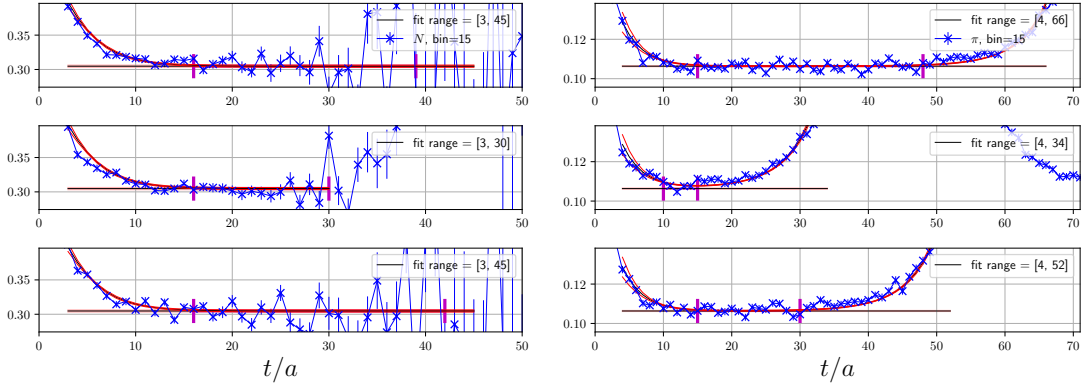 0.35
0.30
fit range = [3, 45]
N, bin=15
0 10 20 30 40 50
0.12
0.10
fit range = [4, 66]
π, bin=15
0 10 20 30 40 50 60 70
0.35
0.30
fit range = [3, 30]
0 10 20 30 40 50
0.12
0.10
fit range = [4, 34]
0 10 20 30 40 50 60 70
0.35
0.30
fit range = [3, 45]
0 10 20 30 40 50
t/a
0.12
0.10
fit range = [4, 52]
0 10 20 30 40 50 60 70
t/a